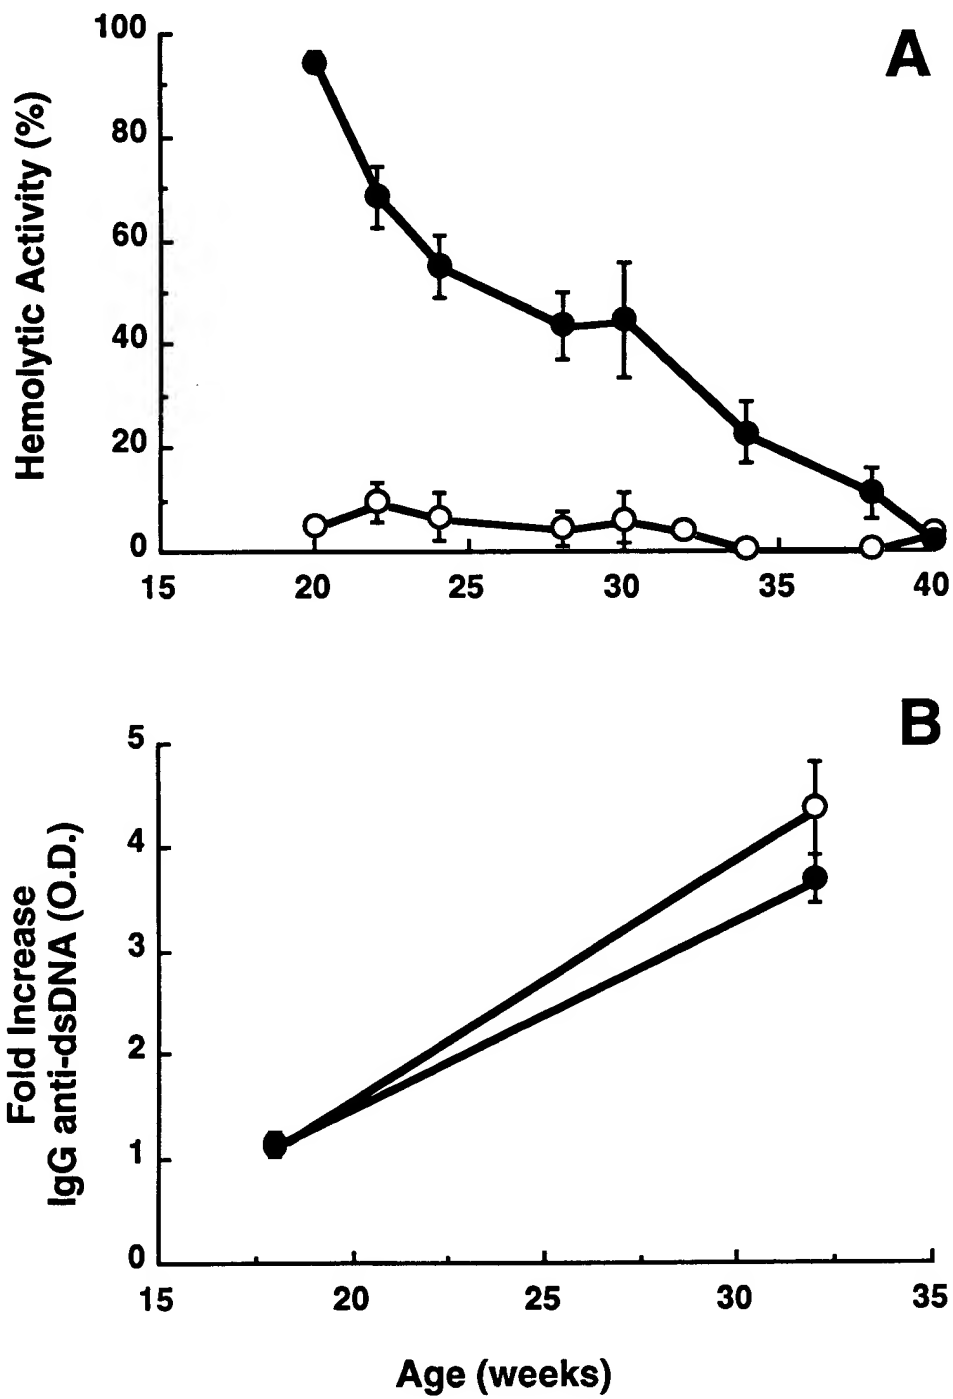 A
Hemolytic Activity (%)
100
80
60
40
20
0
15 20 25 30 35 40
B
Fold Increase
IgG anti-dsDNA (O.D.)
5
4
3
2
1
0
15 20 25 30 35
Age (weeks)